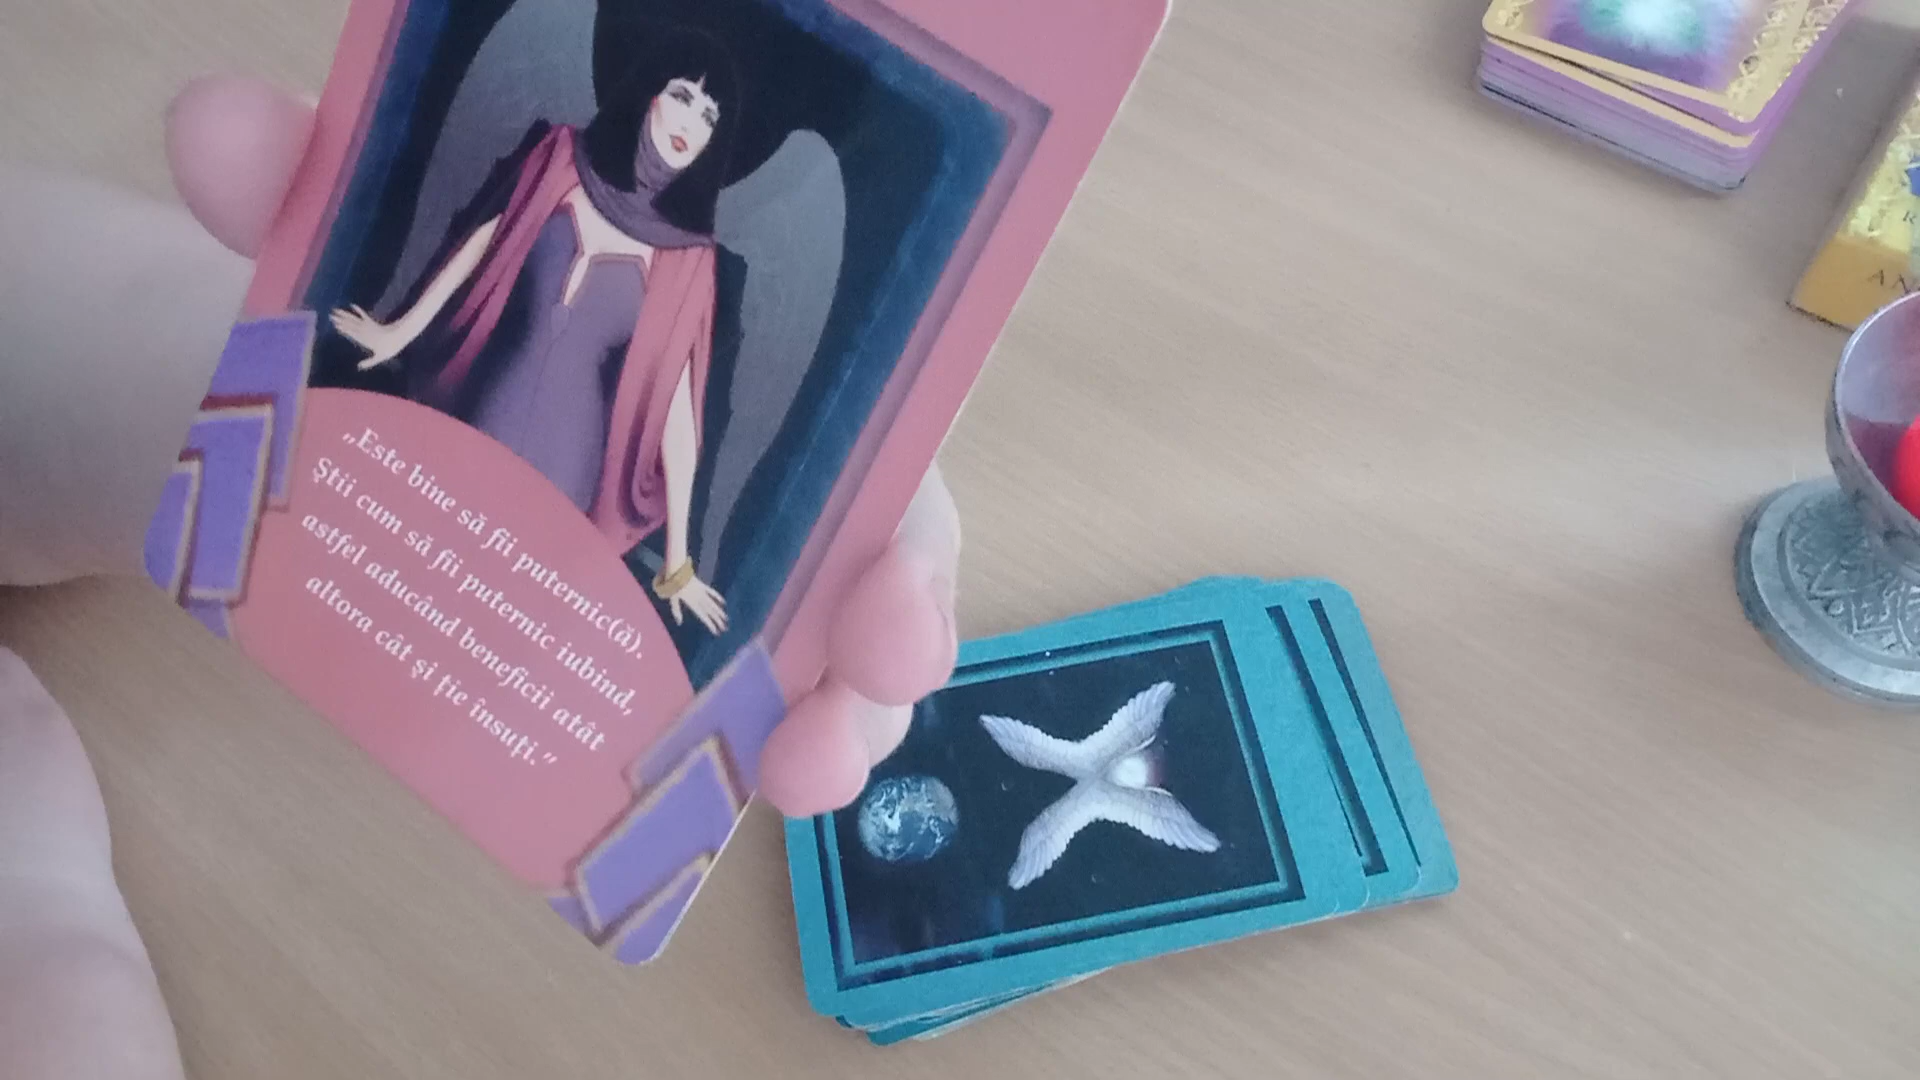 „Este bine să fii puternic(ă).
Ştii cum să fii puternic iubind,
astfel aducând beneficii atât
altora cât şi ţie însuţi.”